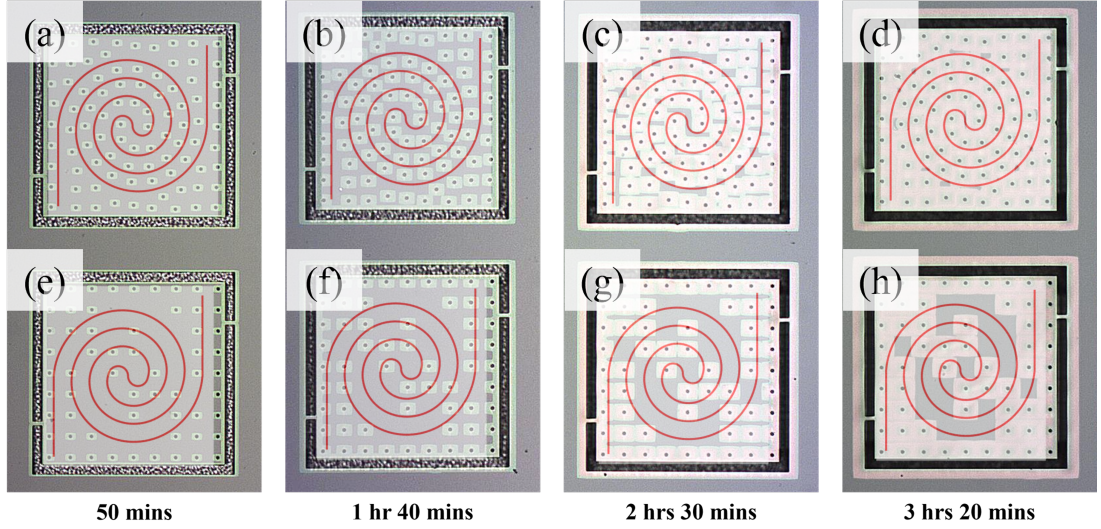 (a) (b) (c) (d)
(e) (f) (g) (h)
50 mins 1 hr 40 mins 2 hrs 30 mins 3 hrs 20 mins